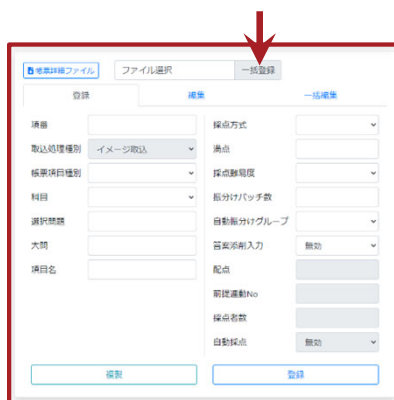 帳票詳細ファイル ファイル選択 一括登録
登録 編集 一括編集
項番
取込処理種別 イメージ取込
帳票項目種別
科目
選択問題
大問
項目名
採点方式
満点
採点難易度
振分けバッチ数
自動振分けグループ
答案添削入力 無効
配点
前提連動No
採点者数
自動採点 無効
複製 登録